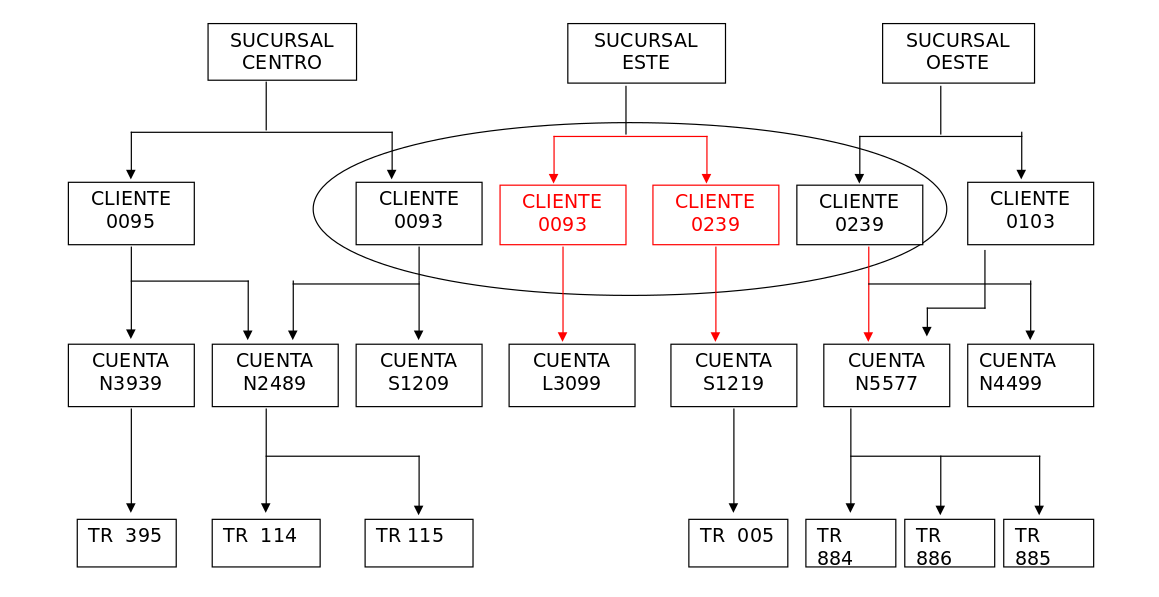 SUCURSAL
CENTRO
SUCURSAL
ESTE
SUCURSAL
OESTE
CLIENTE
0095
CLIENTE
0093
CLIENTE
0093
CLIENTE
0239
CLIENTE
0239
CLIENTE
0103
CUENTA
N3939
CUENTA
N2489
CUENTA
S1209
CUENTA
L3099
CUENTA
S1219
CUENTA
N5577
CUENTA
N4499
TR 395
TR 114
TR 115
TR 005
TR
884
TR
886
TR
885